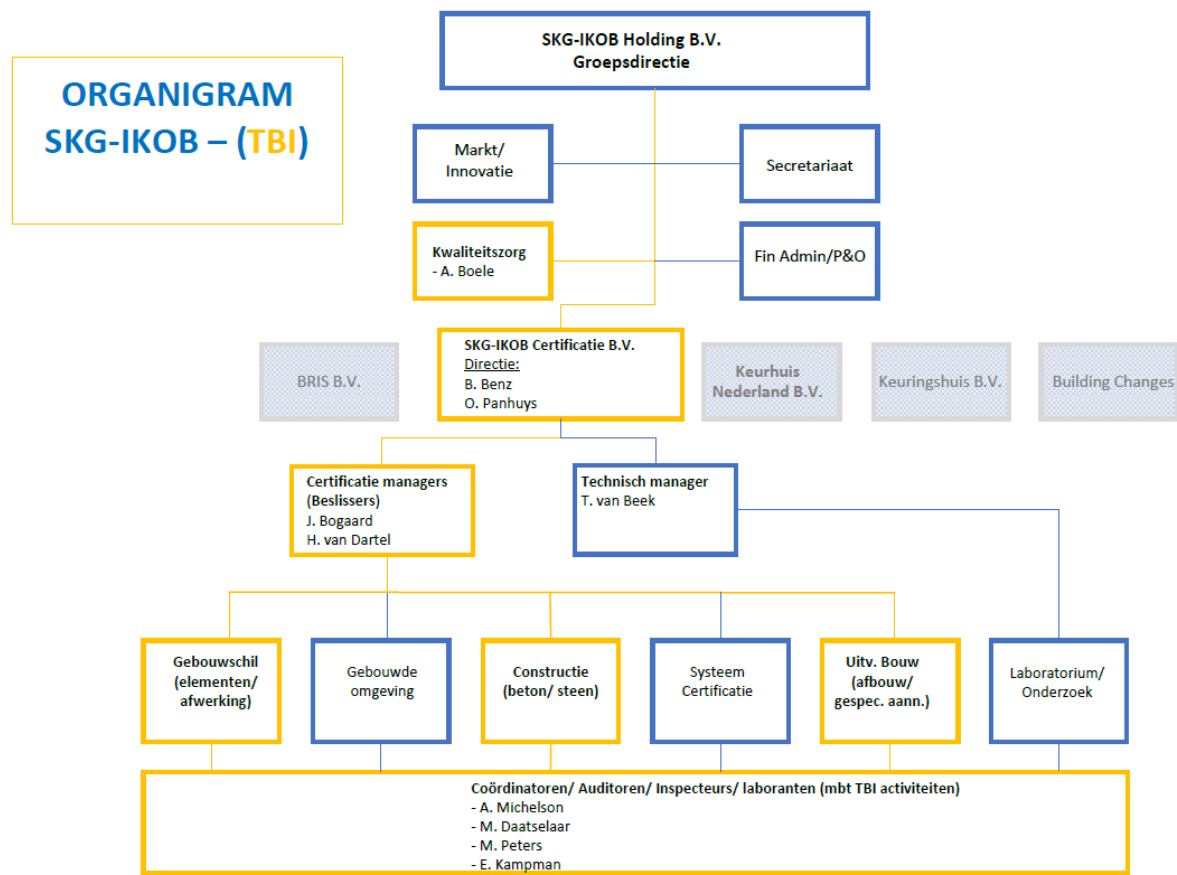 ORGANIGRAM
SKG-IKOB – (TBI)
SKG-IKOB Holding B.V.
Groepsdirectie
Markt/
Innovatie
Secretariaat
Kwaliteitszorg
- A. Boele
Fin Admin/P&O
SKG-IKOB Certificatie B.V.
Directie:
B. Benz
O. Panhuys
BRIS B.V.
Keurhuis
Nederland B.V.
Keuringshuis B.V.
Building Changes
Certificatie managers
(Beslissers)
J. Bogaard
H. van Dartel
Technisch manager
T. van Beek
Gebouwschil
(elementen/
afwerking)
Gebouwde
omgeving
Constructie
(beton/ steen)
Systeem
Certificatie
Uitv. Bouw
(afbouw/
gespec. aann.)
Laboratorium/
Onderzoek
Coördinatoren/ Auditoren/ Inspecteurs/ laboranten (mbt TBI activiteiten)
- A. Michelson
- M. Daatselaar
- M. Peters
- E. Kampman